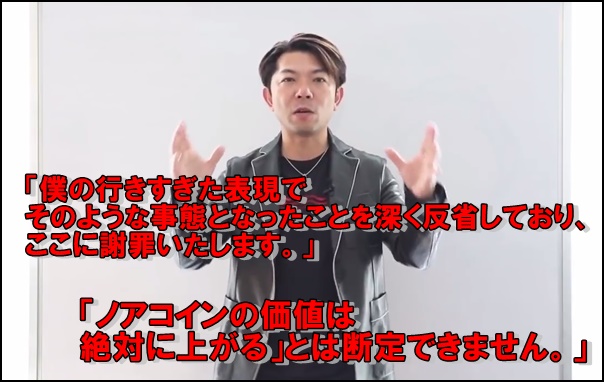 「僕の行きすぎた表現で
そのような事態となったことを深く反省しており、
ここに謝罪いたします。」
「ノアコインの価値は
絶対に上がる」とは断定できません。」